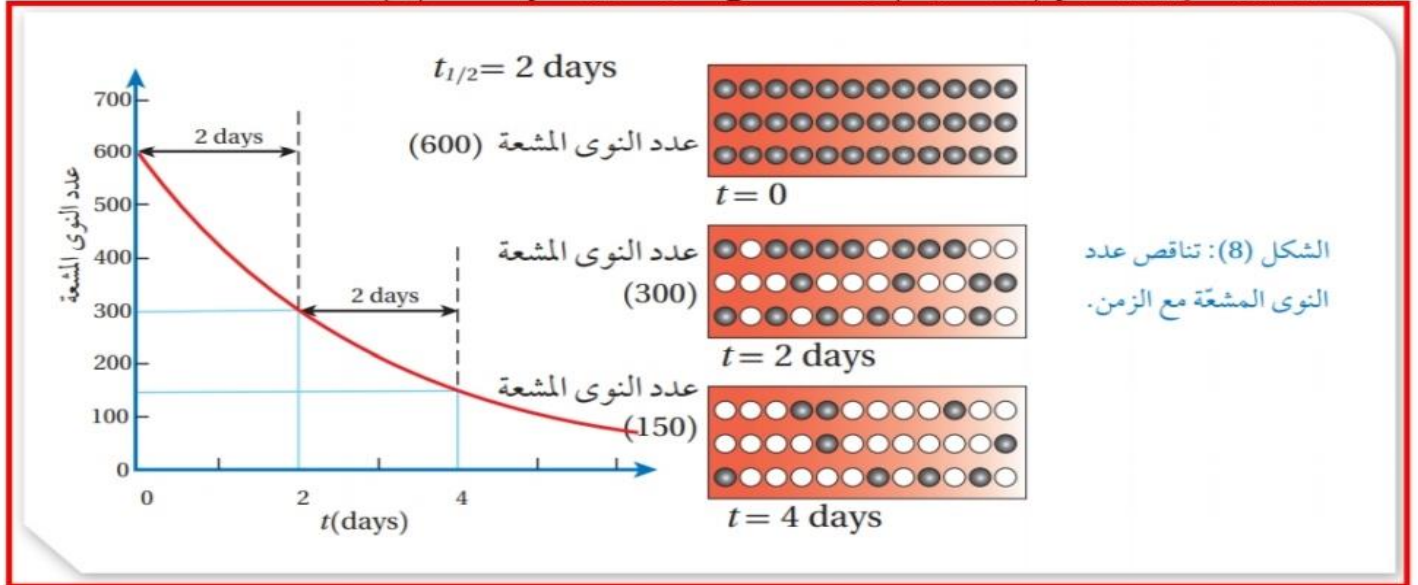 t1/2= 2 days
عدد النوى المشعة (600)
t = 0
عدد النوى المشعة
(300)
t = 2 days
عدد النوى المشعة
(150)
t = 4 days
الشكل (8): تناقص عدد
النوى المشعّة مع الزمن.
عدد النوى المشعة
700
600
500
400
300
200
100
0
2 days
2 days
0 2 4
t(days)